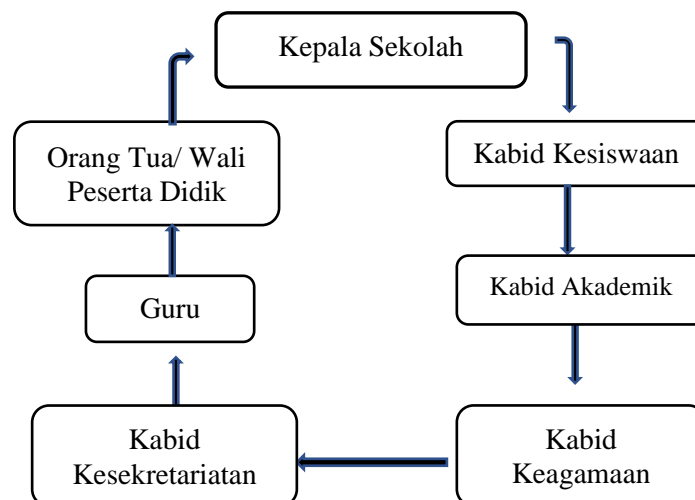 Kepala Sekolah
Orang Tua/ Wali
Peserta Didik
Kabid Kesiswaan
Guru
Kabid Akademik
Kabid
Kesekretariatan
Kabid
Keagamaan